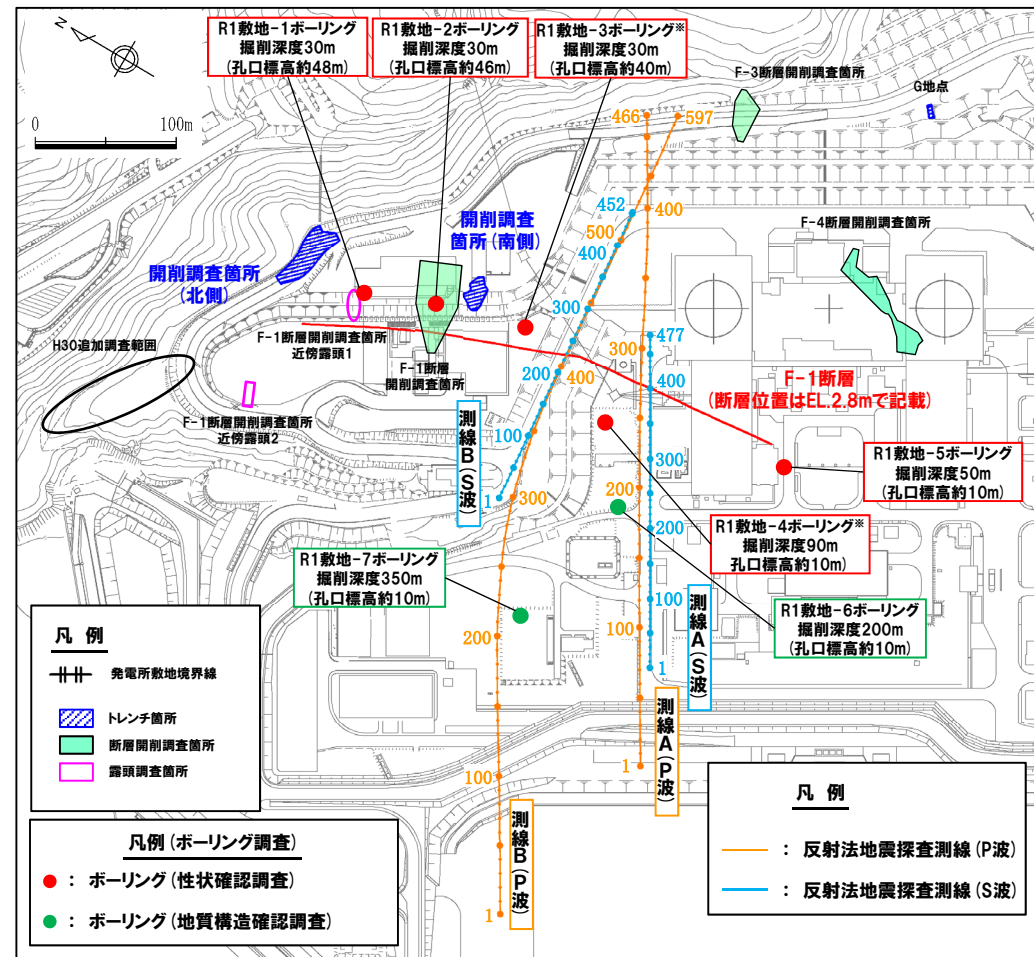 R1敷地-1ボーリング
掘削深度30m
(孔口標高約48m)
R1敷地-2ボーリング
掘削深度30m
(孔口標高約46m)
R1敷地-3ボーリング※
掘削深度30m
(孔口標高約40m)
N
0 100m
F-3断層開削調査箇所
G地点
466
597
452
400
500
400
開削調査
箇所(南側)
F-4断層開削調査箇所
開削調査箇所
(北側)
300
477
H30追加調査範囲
F-1断層開削調査箇所
近傍露頭1
F-1断層
開削調査箇所
300
200
400
400
F-1断層
(断層位置はEL.2.8mで記載)
F-1断層開削調査箇所
近傍露頭2
測線B(S波)
100
1
300
300
200
200
R1敷地-5ボーリング
掘削深度50m
(孔口標高約10m)
R1敷地-4ボーリング※
掘削深度90m
孔口標高約10m)
R1敷地-7ボーリング
掘削深度350m
(孔口標高約10m)
100
100
200
測線A(S波)
1
R1敷地-6ボーリング
掘削深度200m
(孔口標高約10m)
測線A(P波)
1
100
測線B(P波)
1
凡 例
発電所敷地境界線
トレンチ箇所
断層開削調査箇所
露頭調査箇所
凡例(ボーリング調査)
: ボーリング(性状確認調査)
: ボーリング(地質構造確認調査)
凡 例
: 反射法地震探査測線(P波)
: 反射法地震探査測線(S波)